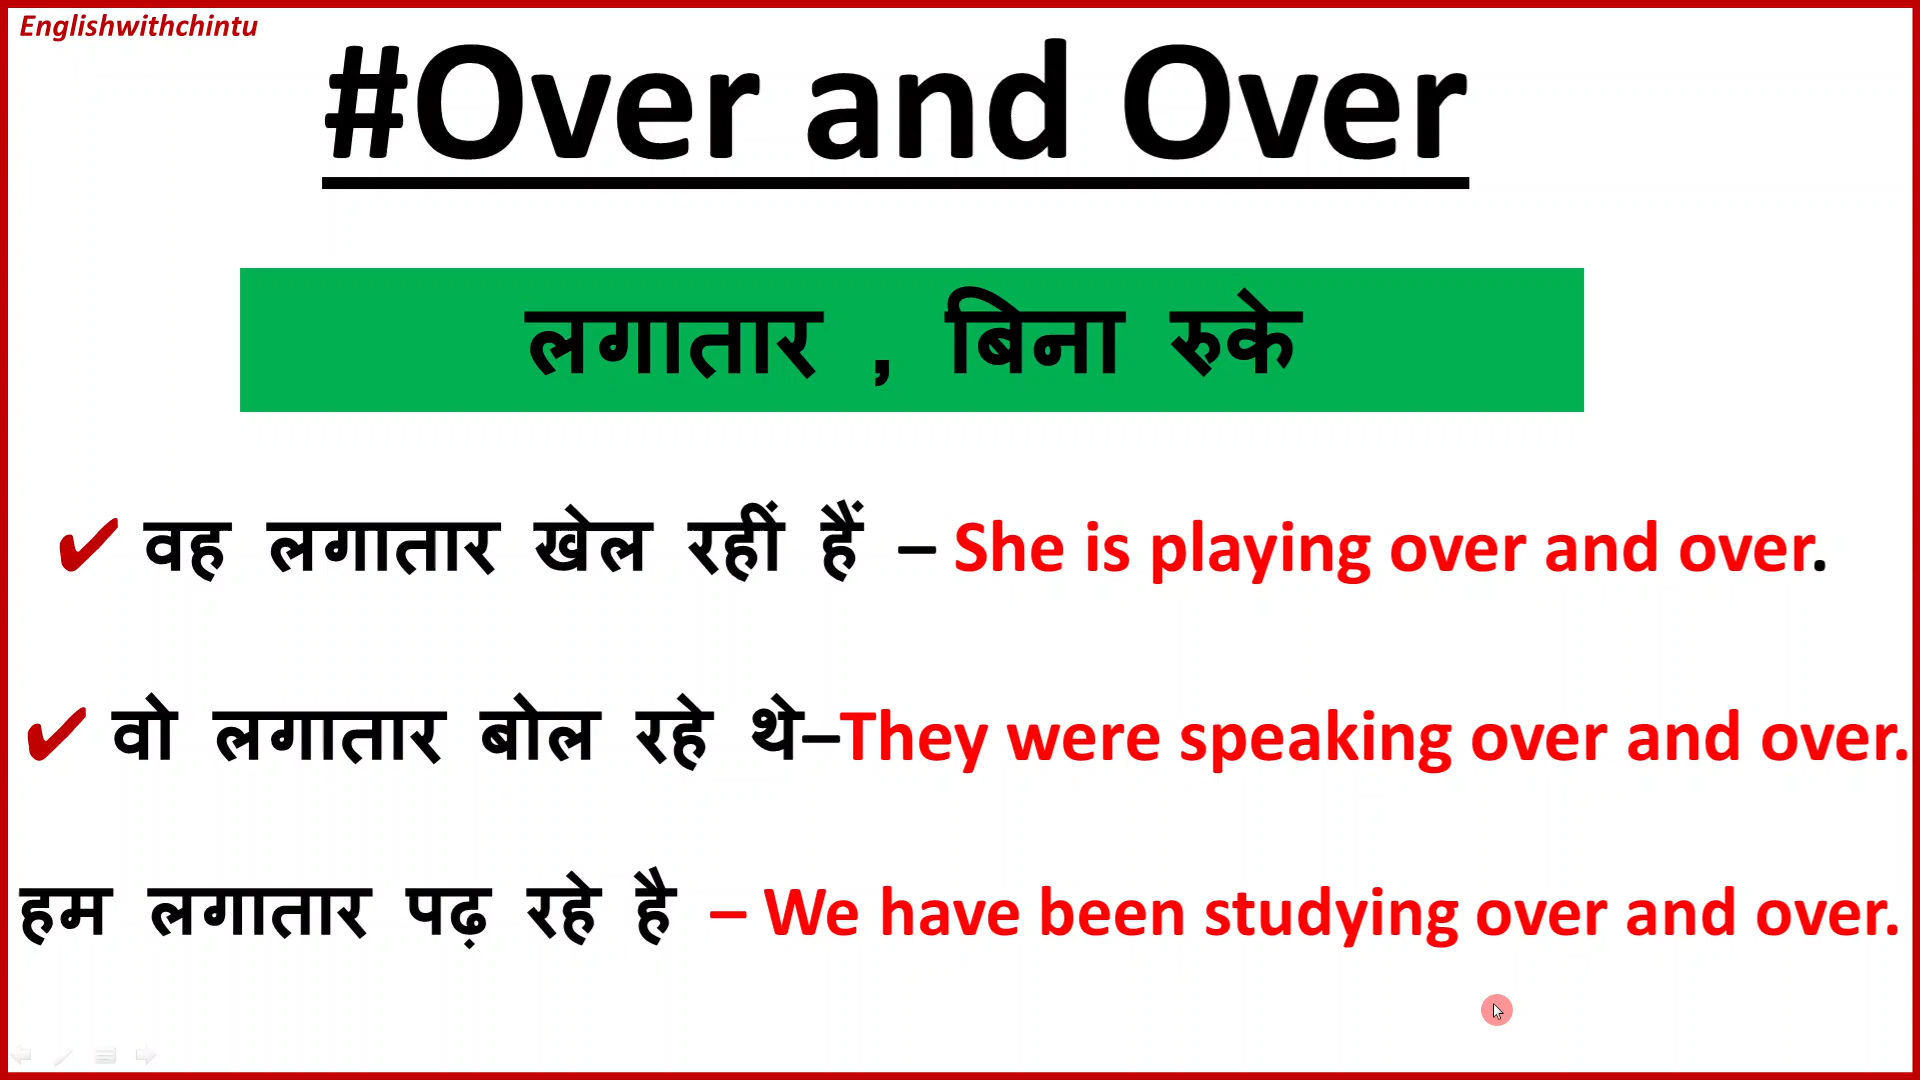 Englishwithchintu
#Over and Over
लगातार , बिना रुके
✔ वह लगातार खेल रहीं हैं – She is playing over and over.
✔ वो लगातार बोल रहे थे–They were speaking over and over.
हम लगातार पढ़ रहे है – We have been studying over and over.